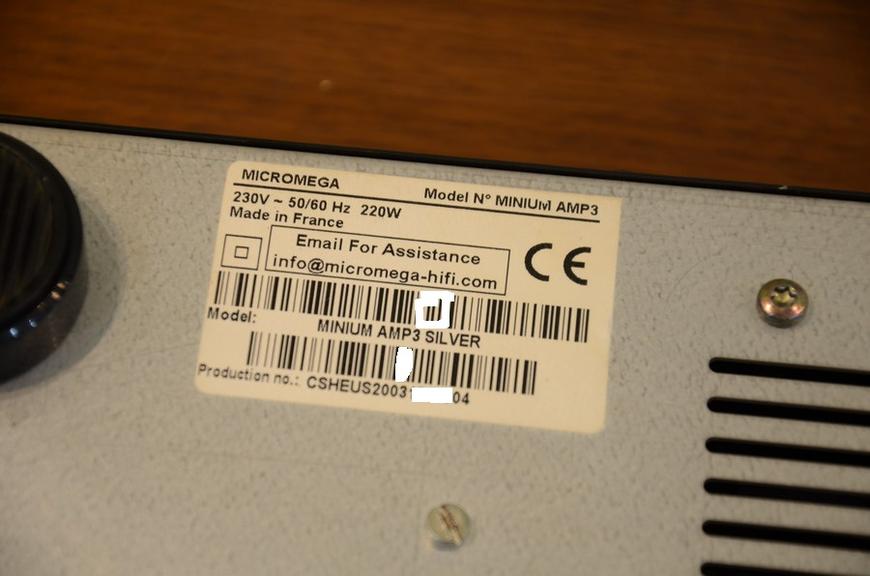 MICROMEGA
Model N° MINIUM AMP3
230V ~ 50/60 Hz 220W
Made in France
Email For Assistance
info@micromega-hifi.com
CE
Model:
MINIUM AMP3 SILVER
Production no.: CSHEUS2003 04